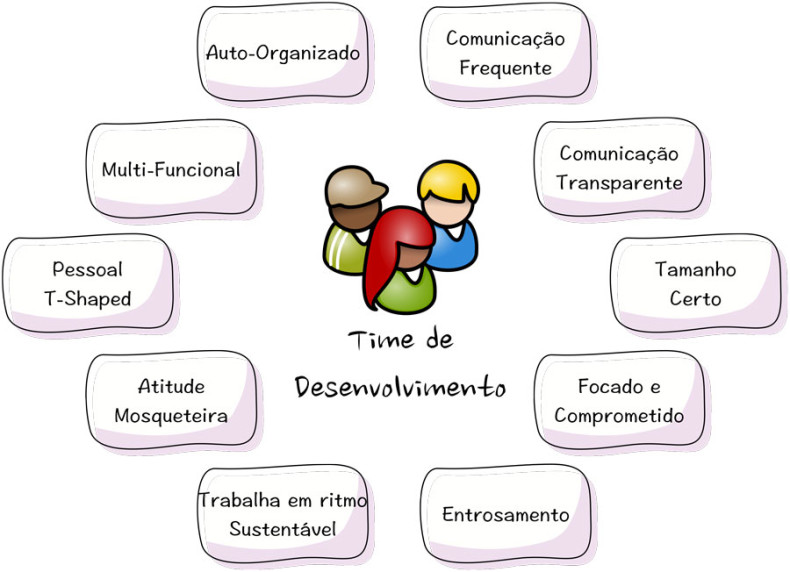 Auto-Organizado
Comunicação
Frequente
Multi-Funcional
Comunicação
Transparente
Pessoal
T-Shaped
Tamanho
Certo
Time de
Desenvolvimento
Atitude
Mosqueteira
Focado e
Comprometido
Trabalha em ritmo
Sustentável
Entrosamento